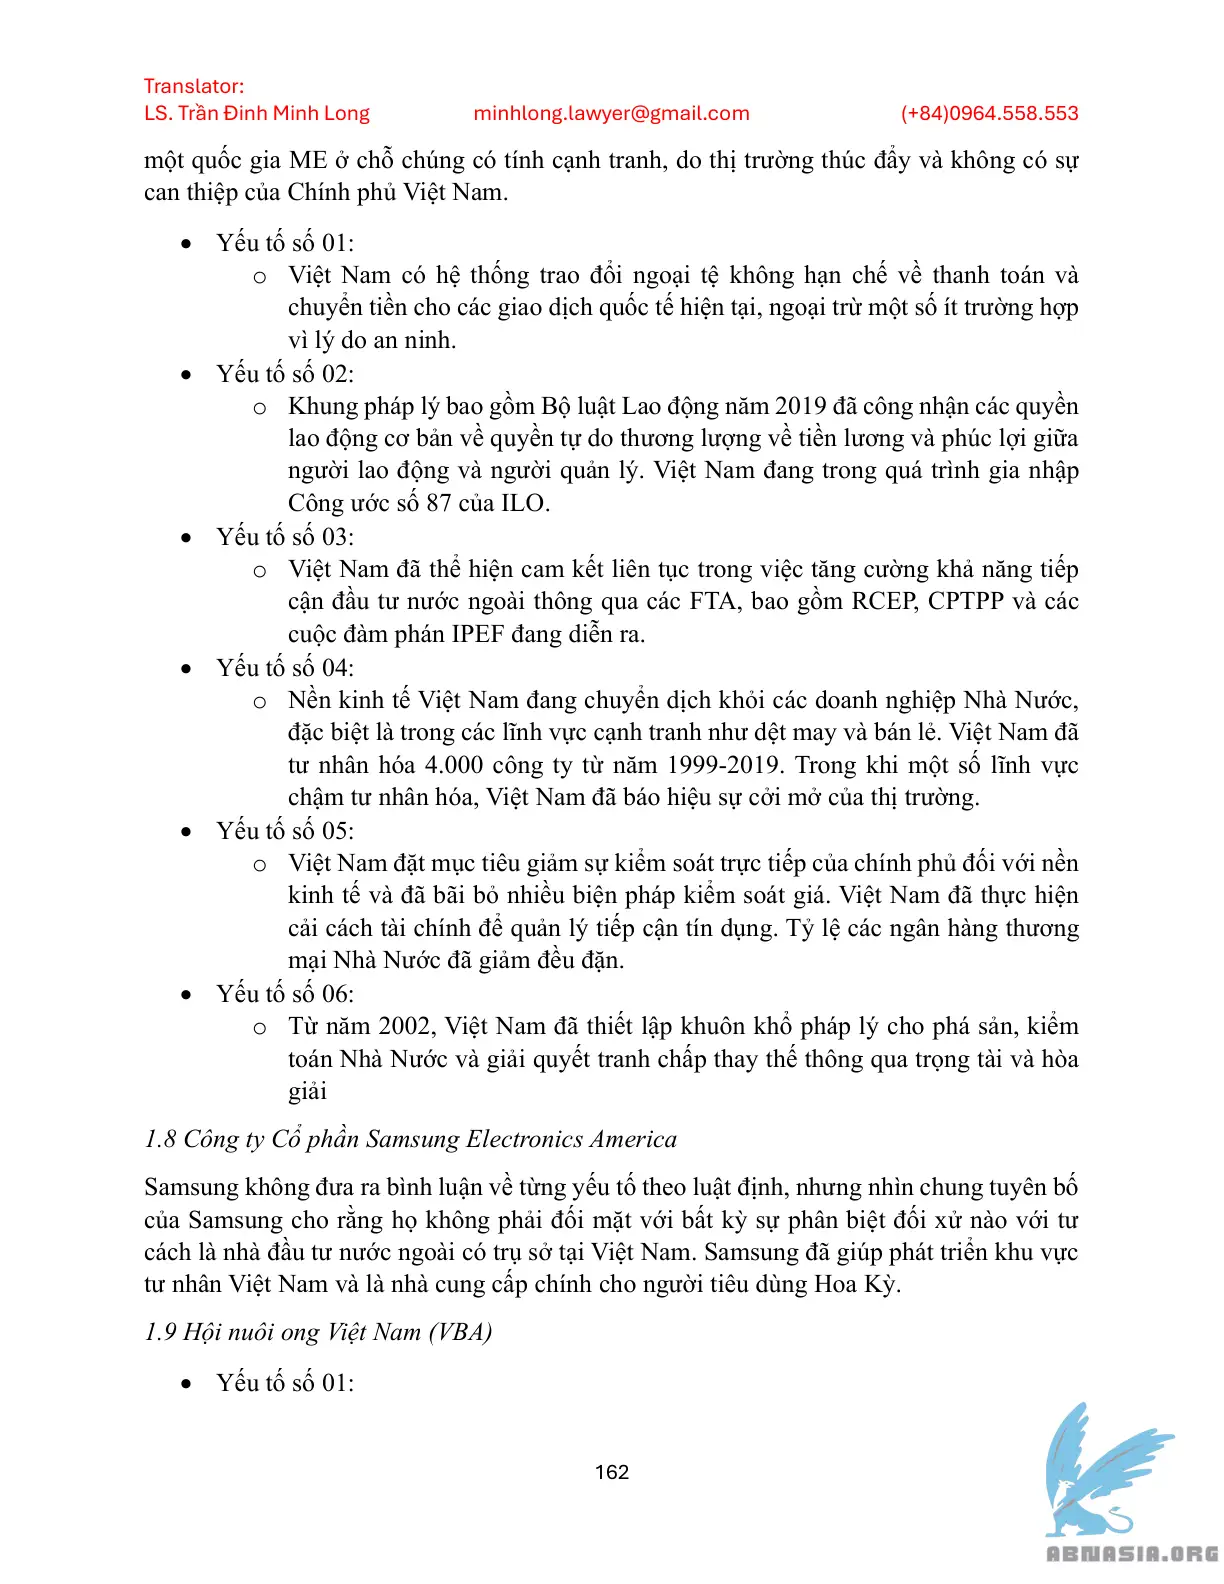 Translator:
LS. Trần Đinh Minh Long minhlong.lawyer@gmail.com (+84)0964.558.553
một quốc gia ME ở chỗ chúng có tính cạnh tranh, do thị trường thúc đẩy và không có sự
can thiệp của Chính phủ Việt Nam.
• Yếu tố số 01:
o Việt Nam có hệ thống trao đổi ngoại tệ không hạn chế về thanh toán và
chuyển tiền cho các giao dịch quốc tế hiện tại, ngoại trừ một số ít trường hợp
vì lý do an ninh.
• Yếu tố số 02:
o Khung pháp lý bao gồm Bộ luật Lao động năm 2019 đã công nhận các quyền
lao động cơ bản về quyền tự do thương lượng về tiền lương và phúc lợi giữa
người lao động và người quản lý. Việt Nam đang trong quá trình gia nhập
Công ước số 87 của ILO.
• Yếu tố số 03:
o Việt Nam đã thể hiện cam kết liên tục trong việc tăng cường khả năng tiếp
cận đầu tư nước ngoài thông qua các FTA, bao gồm RCEP, CPTPP và các
cuộc đàm phán IPEF đang diễn ra.
• Yếu tố số 04:
o Nền kinh tế Việt Nam đang chuyển dịch khỏi các doanh nghiệp Nhà Nước,
đặc biệt là trong các lĩnh vực cạnh tranh như dệt may và bán lẻ. Việt Nam đã
tư nhân hóa 4.000 công ty từ năm 1999-2019. Trong khi một số lĩnh vực
chậm tư nhân hóa, Việt Nam đã báo hiệu sự cởi mở của thị trường.
• Yếu tố số 05:
o Việt Nam đặt mục tiêu giảm sự kiểm soát trực tiếp của chính phủ đối với nền
kinh tế và đã bãi bỏ nhiều biện pháp kiểm soát giá. Việt Nam đã thực hiện
cải cách tài chính để quản lý tiếp cận tín dụng. Tỷ lệ các ngân hàng thương
mại Nhà Nước đã giảm đều đặn.
• Yếu tố số 06:
o Từ năm 2002, Việt Nam đã thiết lập khuôn khổ pháp lý cho phá sản, kiểm
toán Nhà Nước và giải quyết tranh chấp thay thế thông qua trọng tài và hòa
giải
1.8 Công ty Cổ phần Samsung Electronics America
Samsung không đưa ra bình luận về từng yếu tố theo luật định, nhưng nhìn chung tuyên bố
của Samsung cho rằng họ không phải đối mặt với bất kỳ sự phân biệt đối xử nào với tư
cách là nhà đầu tư nước ngoài có trụ sở tại Việt Nam. Samsung đã giúp phát triển khu vực
tư nhân Việt Nam và là nhà cung cấp chính cho người tiêu dùng Hoa Kỳ.
1.9 Hội nuôi ong Việt Nam (VBA)
• Yếu tố số 01:
162
ABNASIA.ORG